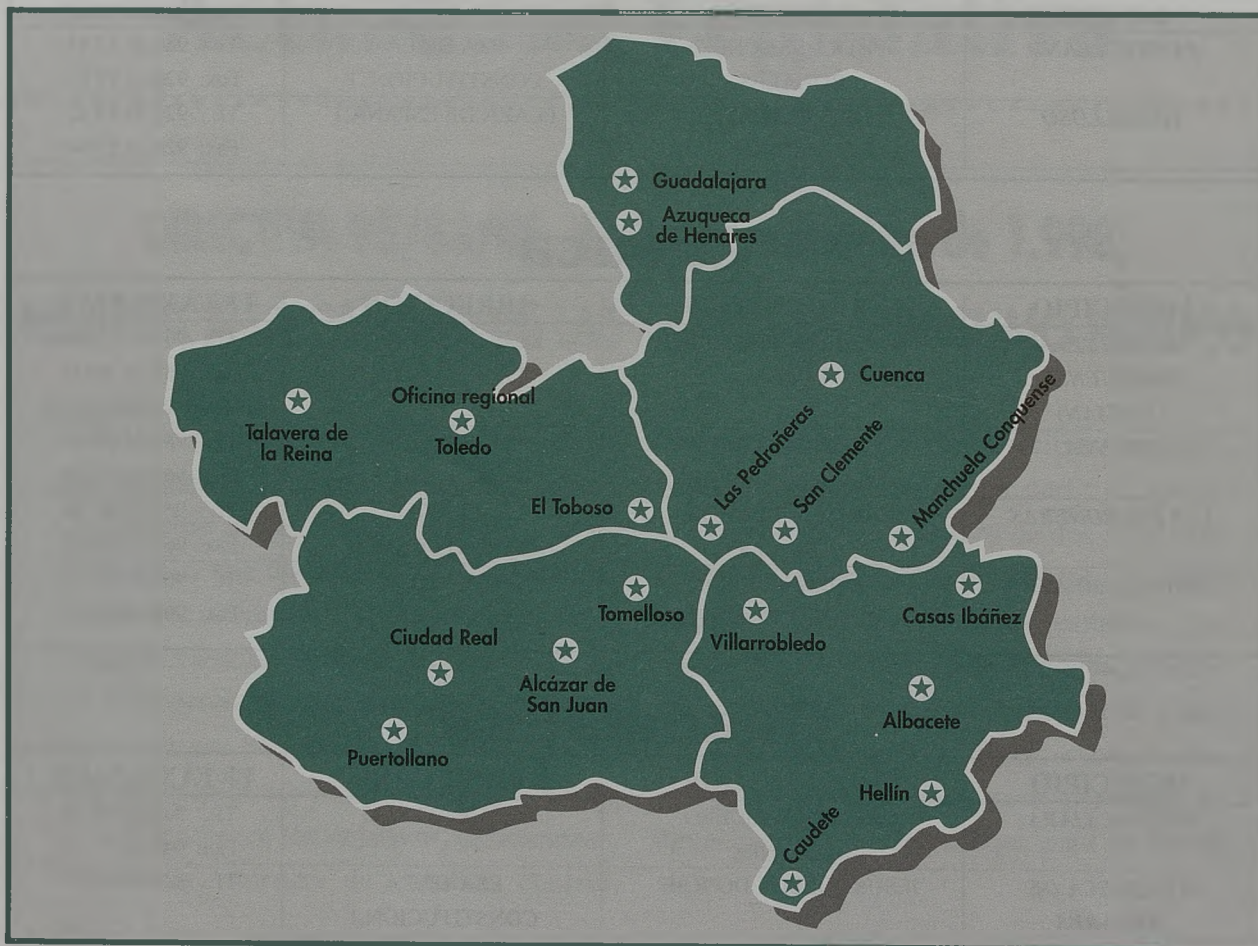 Guadalajara
Azuqueca
de Henares
Cuenca
Oficina regional
Toledo
Talavera de
la Reina
El Toboso
Las Pedroñeras
San Clemente
Manchuela Conquense
Tomelloso
Villarrobledo
Casas Ibáñez
Ciudad Real
Alcázar de
San Juan
Albacete
Puertollano
Hellín
Caudete